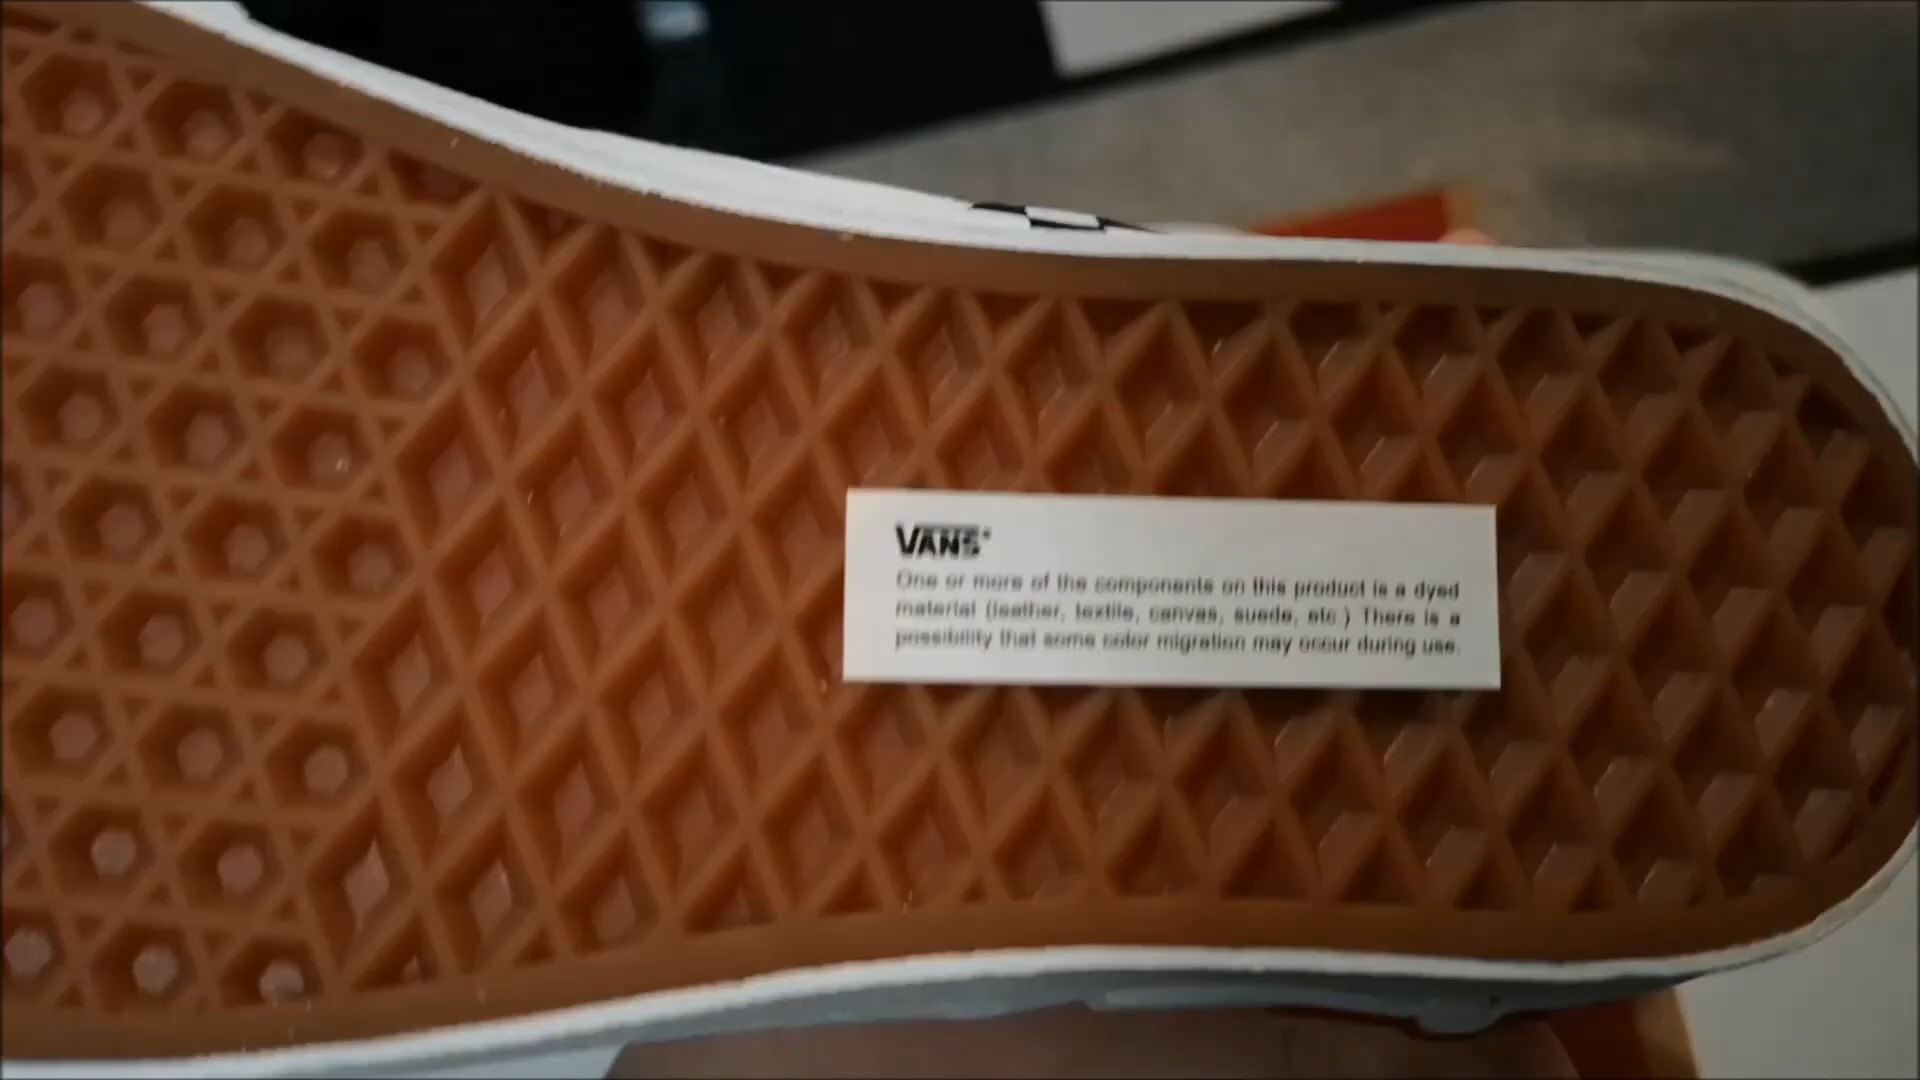 VANS
One or more of the components on this product is a dyed
material (leather, textile, canvas, suede, etc.) There is a
possibility that some color migration may occur during use.